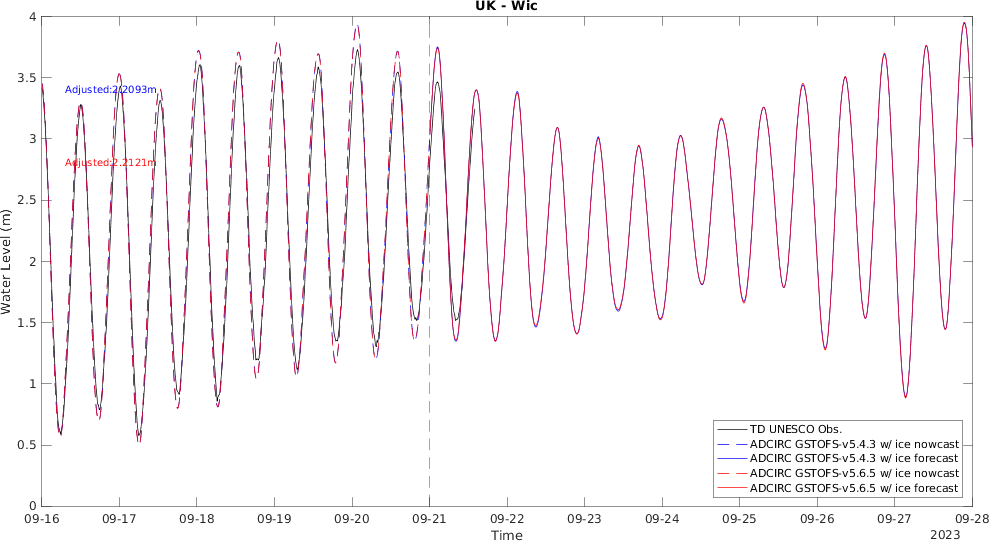 UK - Wic
4
3.5
3
2.5
2
1.5
1
0.5
0
Water Level (m)
Adjusted:2.2093m
Adjusted:2.2121m
TD UNESCO Obs.
ADCIRC GSTOFS-v5.4.3 w/ ice nowcast
ADCIRC GSTOFS-v5.4.3 w/ ice forecast
ADCIRC GSTOFS-v5.6.5 w/ ice nowcast
ADCIRC GSTOFS-v5.6.5 w/ ice forecast
09-16 09-17 09-18 09-19 09-20 09-21 09-22 09-23 09-24 09-25 09-26 09-27 09-28
Time
2023